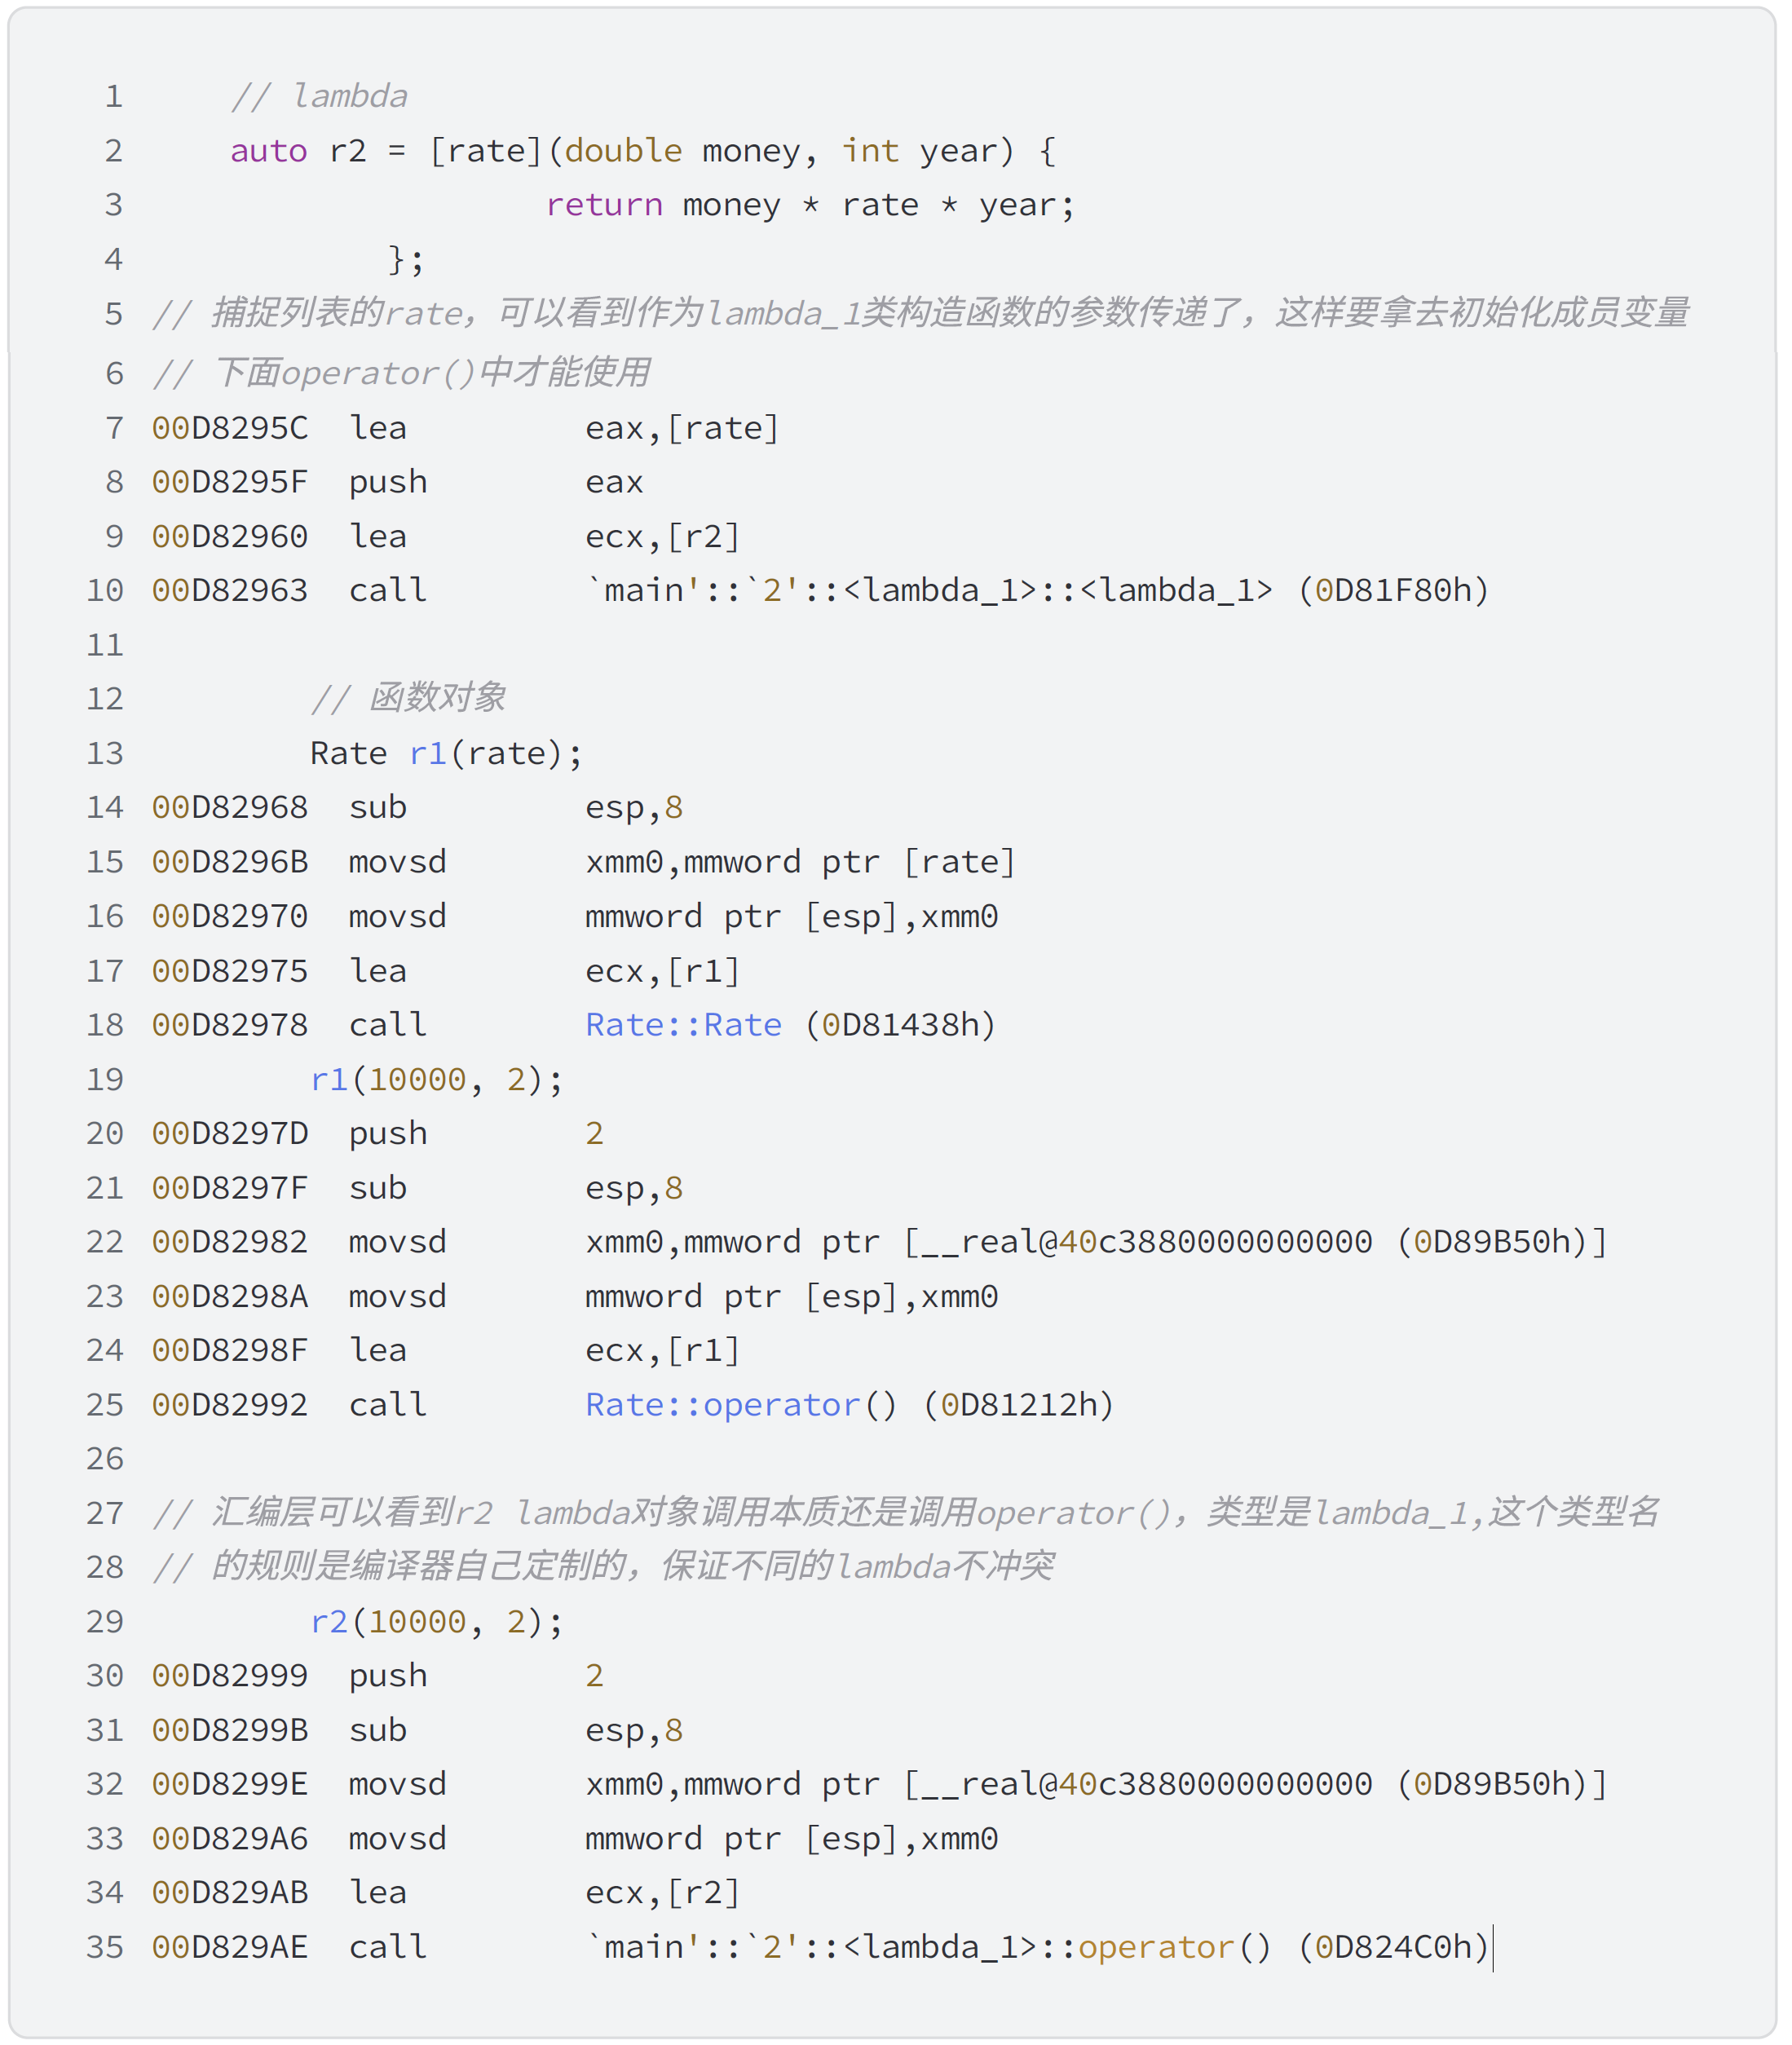 1 // lambda
2 auto r2 = [rate](double money, int year) {
3 return money * rate * year;
4 };
5 // 捕捉列表的rate，可以看到作为lambda_1类构造函数的参数传递了，这样要拿去初始化成员变量
6 // 下面operator()中才能使用
7 00D8295C lea eax,[rate]
8 00D8295F push eax
9 00D82960 lea ecx,[r2]
10 00D82963 call `main'::`2'::<lambda_1>::<lambda_1> (0D81F80h)
11
12 // 函数对象
13 Rate r1(rate);
14 00D82968 sub esp,8
15 00D8296B movsd xmm0,mmword ptr [rate]
16 00D82970 movsd mmword ptr [esp],xmm0
17 00D82975 lea ecx,[r1]
18 00D82978 call Rate::Rate (0D81438h)
19 r1(10000, 2);
20 00D8297D push 2
21 00D8297F sub esp,8
22 00D82982 movsd xmm0,mmword ptr [__real@40c3880000000000 (0D89B50h)]
23 00D8298A movsd mmword ptr [esp],xmm0
24 00D8298F lea ecx,[r1]
25 00D82992 call Rate::operator() (0D81212h)
26
27 // 汇编层可以看到r2 lambda对象调用本质还是调用operator()，类型是lambda_1,这个类型名
28 // 的规则是编译器自己定制的，保证不同的lambda不冲突
29 r2(10000, 2);
30 00D82999 push 2
31 00D8299B sub esp,8
32 00D8299E movsd xmm0,mmword ptr [__real@40c3880000000000 (0D89B50h)]
33 00D829A6 movsd mmword ptr [esp],xmm0
34 00D829AB lea ecx,[r2]
35 00D829AE call `main'::`2'::<lambda_1>::operator() (0D824C0h)